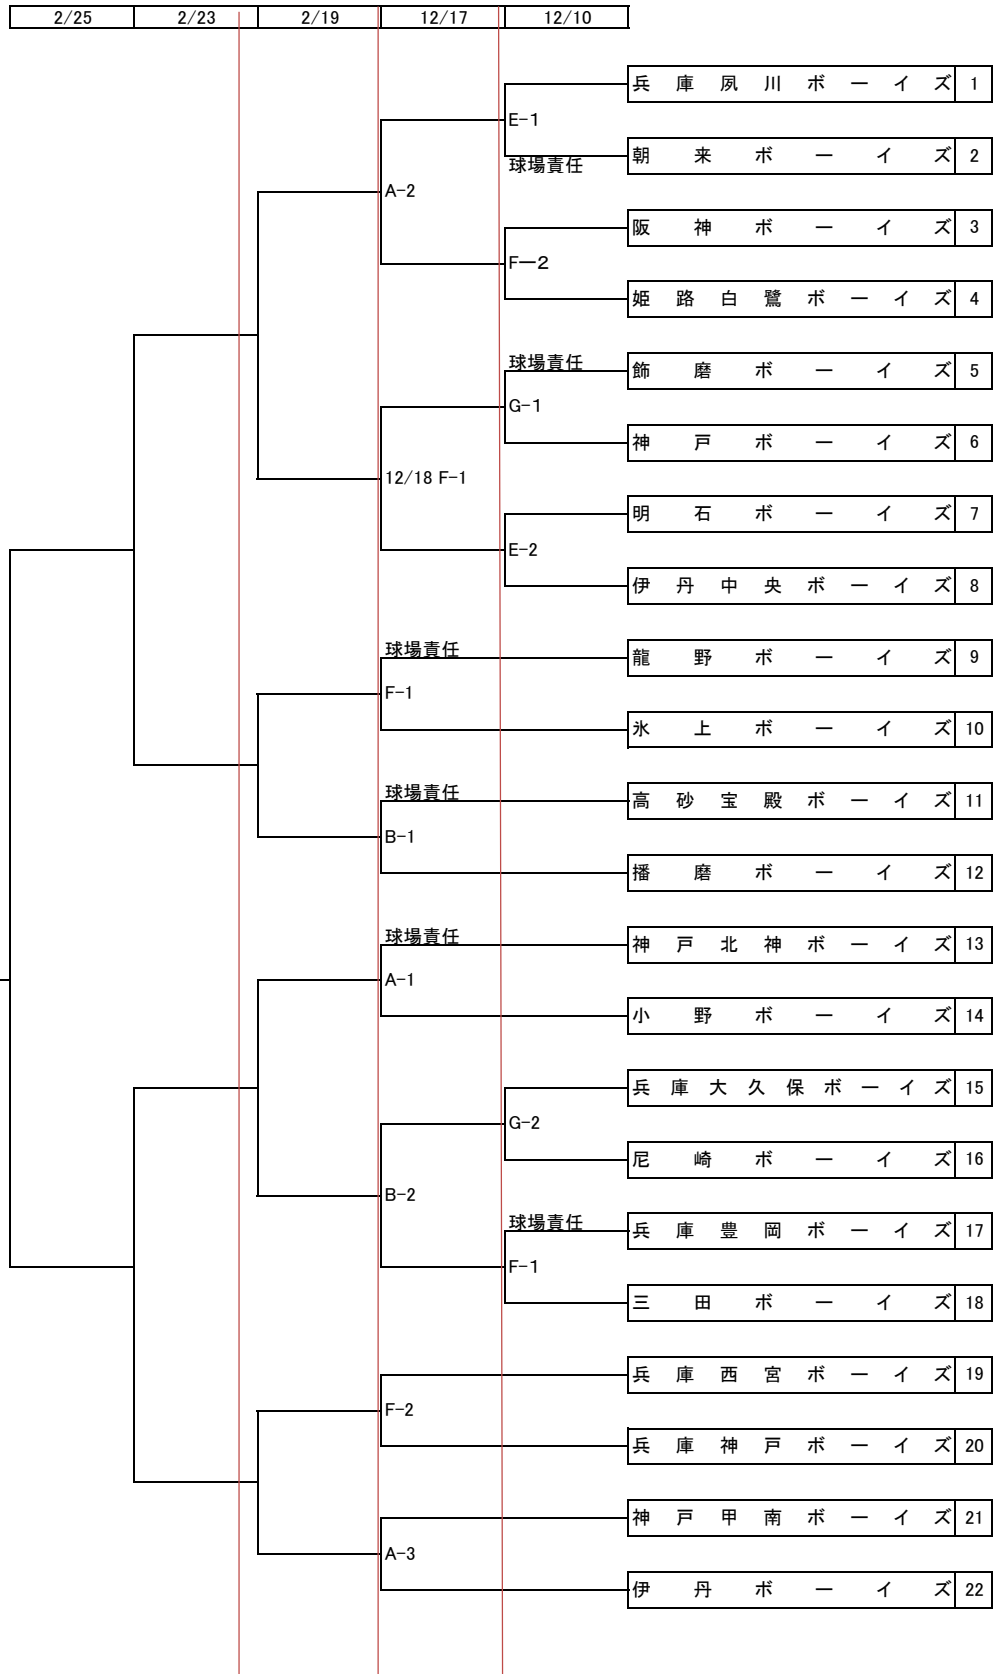 2/25 2/23 2/19 12/17 12/10
兵庫夙川ボーイズ 1
E-1
球場責任
朝来ボーイズ 2
A-2
阪神ボーイズ 3
F−2
姫路白鷺ボーイズ 4
球場責任
飾磨ボーイズ 5
G-1
神戸ボーイズ 6
12/18 F-1
明石ボーイズ 7
E-2
伊丹中央ボーイズ 8
球場責任
龍野ボーイズ 9
F-1
氷上ボーイズ 10
球場責任
高砂宝殿ボーイズ 11
B-1
播磨ボーイズ 12
球場責任
神戸北神ボーイズ 13
A-1
小野ボーイズ 14
兵庫大久保ボーイズ 15
G-2
尼崎ボーイズ 16
B-2
球場責任
兵庫豊岡ボーイズ 17
F-1
三田ボーイズ 18
兵庫西宮ボーイズ 19
F-2
兵庫神戸ボーイズ 20
神戸甲南ボーイズ 21
A-3
伊丹ボーイズ 22